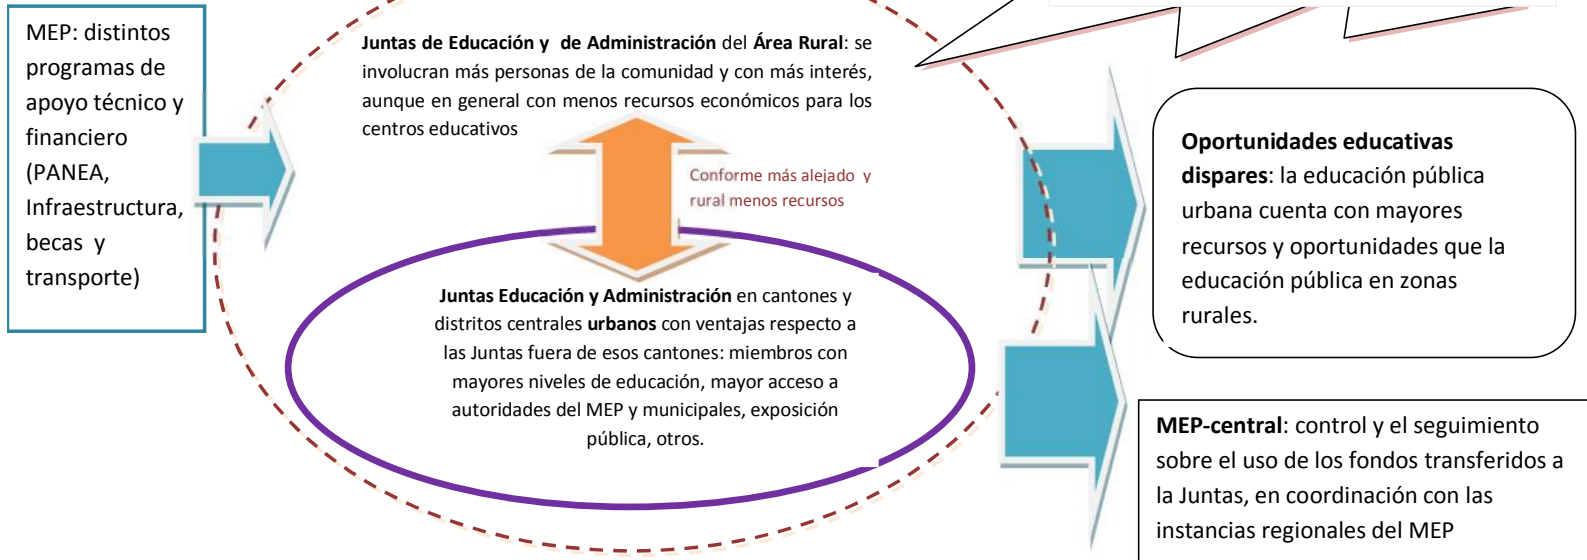 MEP: distintos
programas de
apoyo técnico y
financiero
(PANEA,
Infraestructura,
becas y
transporte)
Juntas de Educación y de Administración del Área Rural: se
involucran más personas de la comunidad y con más interés,
aunque en general con menos recursos económicos para los
centros educativos
Conforme más alejado y
rural menos recursos
Juntas Educación y Administración en cantones y
distritos centrales urbanos con ventajas respecto a
las Juntas fuera de esos cantones: miembros con
mayores niveles de educación, mayor acceso a
autoridades del MEP y municipales, exposición
pública, otros.
Oportunidades educativas
dispares: la educación pública
urbana cuenta con mayores
recursos y oportunidades que la
educación pública en zonas
rurales.
MEP-central: control y el seguimiento
sobre el uso de los fondos transferidos a
la Juntas, en coordinación con las
instancias regionales del MEP